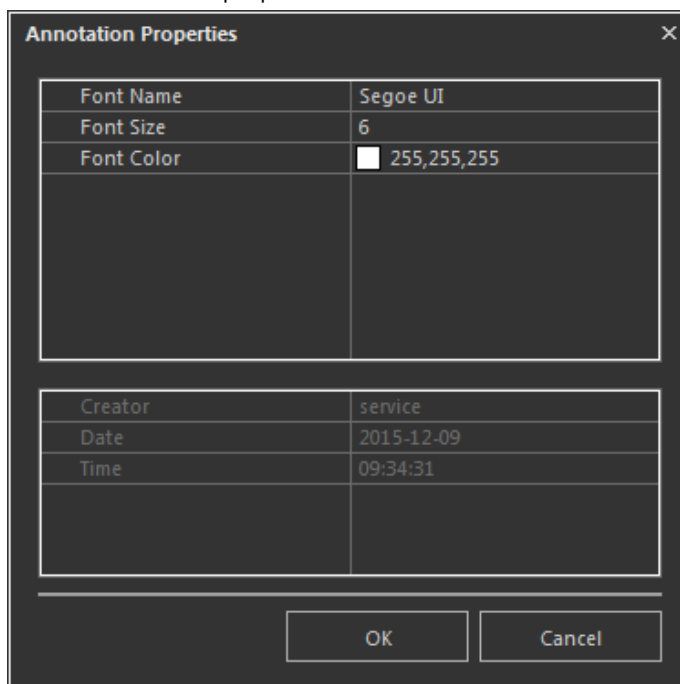 Annotation Properties
Font Name Segoe UI
Font Size 6
Font Color 255,255,255
Creator service
Date 2015-12-09
Time 09:34:31
OK Cancel